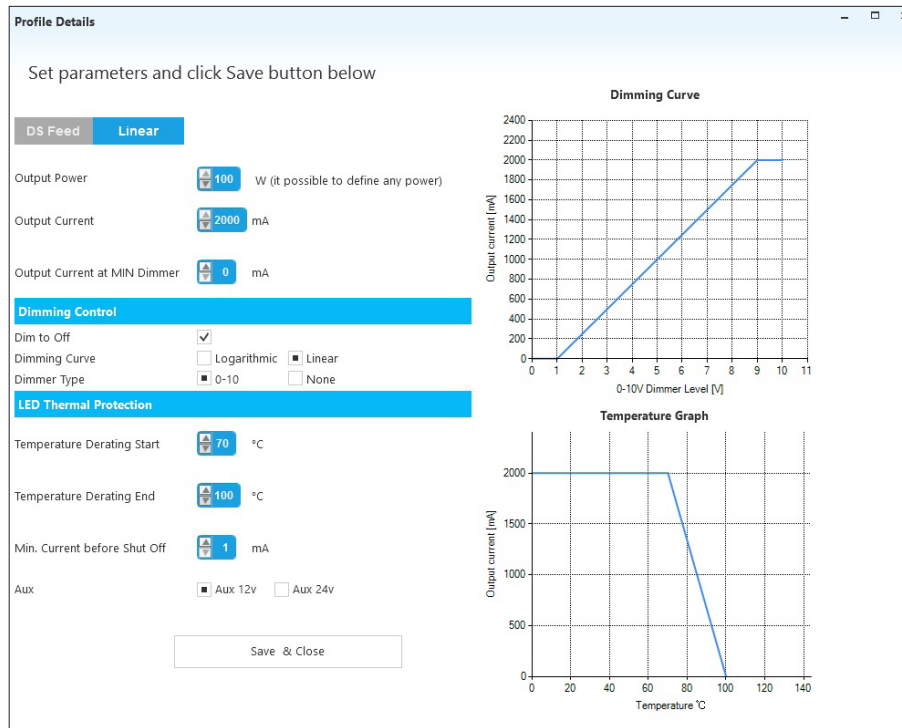 Profile Details
Set parameters and click Save button below
DS Feed Linear
Output Power 100 W (it possible to define any power)
Output Current 2000 mA
Output Current at MIN Dimmer 0 mA
Dimming Control
Dim to Off
Dimming Curve Logarithmic Linear
Dimmer Type 0-10 None
LED Thermal Protection
Temperature Derating Start 70 °C
Temperature Derating End 100 °C
Min. Current before Shut Off 1 mA
Aux Aux 12v Aux 24v
Save & Close
Dimming Curve
Output current [mA]
2400
2200
2000
1800
1600
1400
1200
1000
800
600
400
200
0
0 1 2 3 4 5 6 7 8 9 10 11
0-10V Dimmer Level [V]
Temperature Graph
Output current [mA]
2000
1500
1000
500
0
0 20 40 60 80 100 120 140
Temperature °C